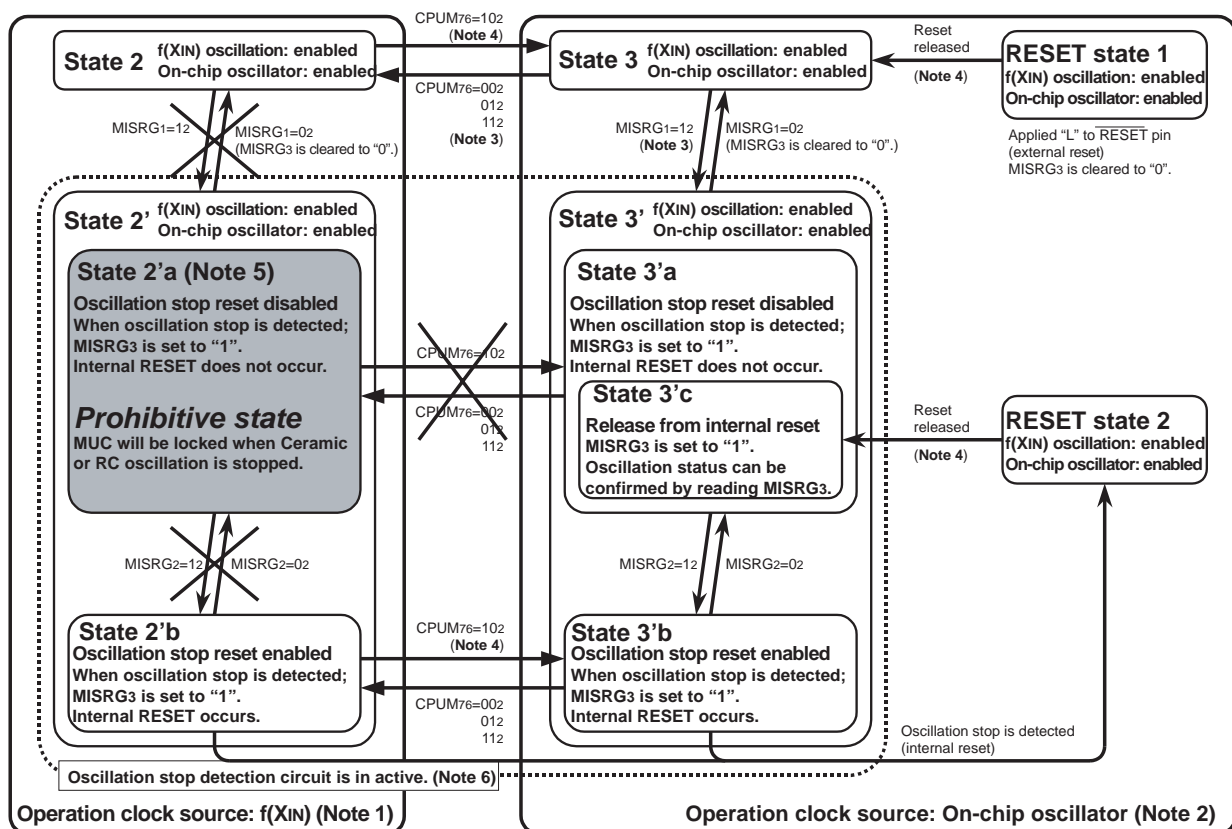 State 2
f(XIN) oscillation: enabled
On-chip oscillator: enabled
CPUM76=102
(Note 4)
CPUM76=002
012
112
(Note 3)
State 3
f(XIN) oscillation: enabled
On-chip oscillator: enabled
Reset
released
(Note 4)
RESET state 1
f(XIN) oscillation: enabled
On-chip oscillator: enabled
Applied “L” to RESET pin
(external reset)
MISRG3 is cleared to “0”.
MISRG1=12
MISRG1=02
(MISRG3 is cleared to “0”.)
MISRG1=12
(Note 3)
MISRG1=02
(MISRG3 is cleared to “0”.)
State 2'
f(XIN) oscillation: enabled
On-chip oscillator: enabled
State 2'a (Note 5)
Oscillation stop reset disabled
When oscillation stop is detected;
MISRG3 is set to “1”.
Internal RESET does not occur.
Prohibitive state
MUC will be locked when Ceramic
or RC oscillation is stopped.
CPUM76=102
CPUM76=002
012
112
State 3'
f(XIN) oscillation: enabled
On-chip oscillator: enabled
State 3'a
Oscillation stop reset disabled
When oscillation stop is detected;
MISRG3 is set to “1”.
Internal RESET does not occur.
State 3'c
Release from internal reset
MISRG3 is set to “1”.
Oscillation status can be
confirmed by reading MISRG3.
Reset
released
(Note 4)
RESET state 2
f(XIN) oscillation: enabled
On-chip oscillator: enabled
MISRG2=12
MISRG2=02
MISRG2=12
MISRG2=02
State 2'b
Oscillation stop reset enabled
When oscillation stop is detected;
MISRG3 is set to “1”.
Internal RESET occurs.
CPUM76=102
(Note 4)
CPUM76=002
012
112
State 3'b
Oscillation stop reset enabled
When oscillation stop is detected;
MISRG3 is set to “1”.
Internal RESET occurs.
Oscillation stop is detected
(internal reset)
Oscillation stop detection circuit is in active. (Note 6)
Operation clock source: f(XIN) (Note 1)
Operation clock source: On-chip oscillator (Note 2)